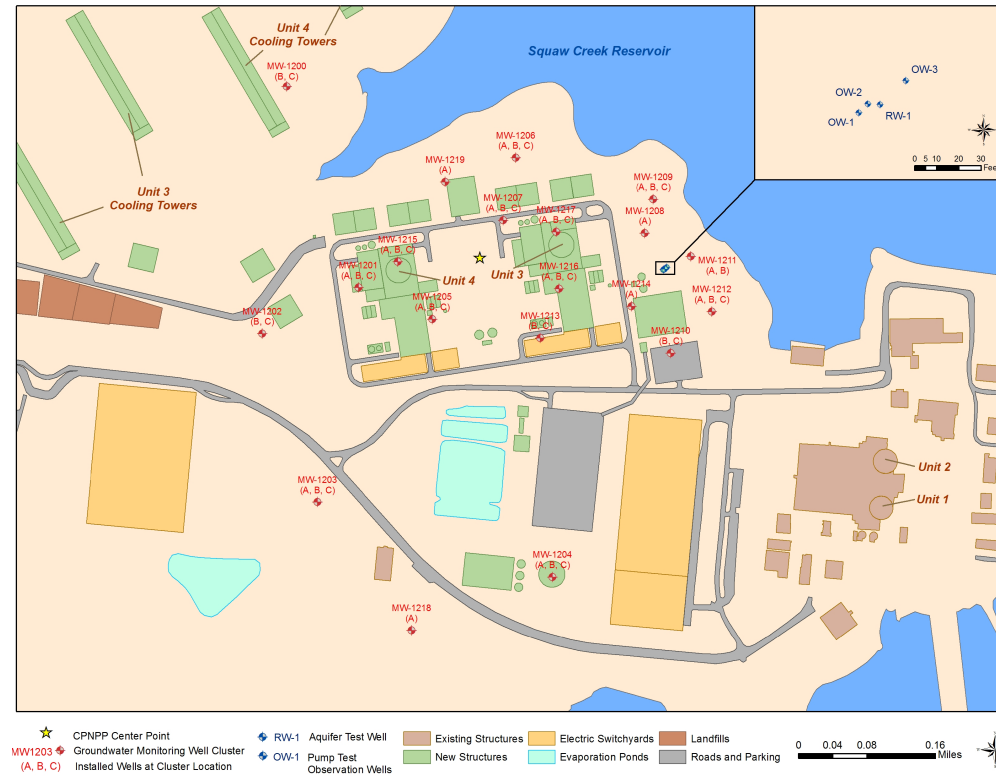 Unit 4
Cooling Towers
MW-1200
(B, C)
Squaw Creek Reservoir
OW-3
OW-2
OW-1
RW-1
0 5 10 20 30
Feet
Unit 3
Cooling Towers
MW-1206
(A, B, C)
MW-1219
(A)
MW-1209
(A, B, C)
MW-1207
(A, B, C)
MW-1217
(A, B, C)
MW-1208
(A)
MW-1215
(A, B, C)
MW-1211
(A, B)
MW-1201
(A, B, C)
Unit 4
Unit 3
MW-1216
(A, B, C)
MW-1214
(A)
MW-1212
(A, B, C)
MW-1205
(A, B, C)
MW-1202
(B, C)
MW-1213
(B, C)
MW-1210
(B, C)
Unit 2
Unit 1
MW-1203
(A, B, C)
MW-1204
(A, B, C)
MW-1218
(A)
CPNPP Center Point
MW1203 Groundwater Monitoring Well Cluster
(A, B, C) Installed Wells at Cluster Location
RW-1 Aquifer Test Well
OW-1 Pump Test
Observation Wells
Existing Structures
New Structures
Electric Switchyards
Evaporation Ponds
Landfills
Roads and Parking
0 0.04 0.08 0.16
Miles